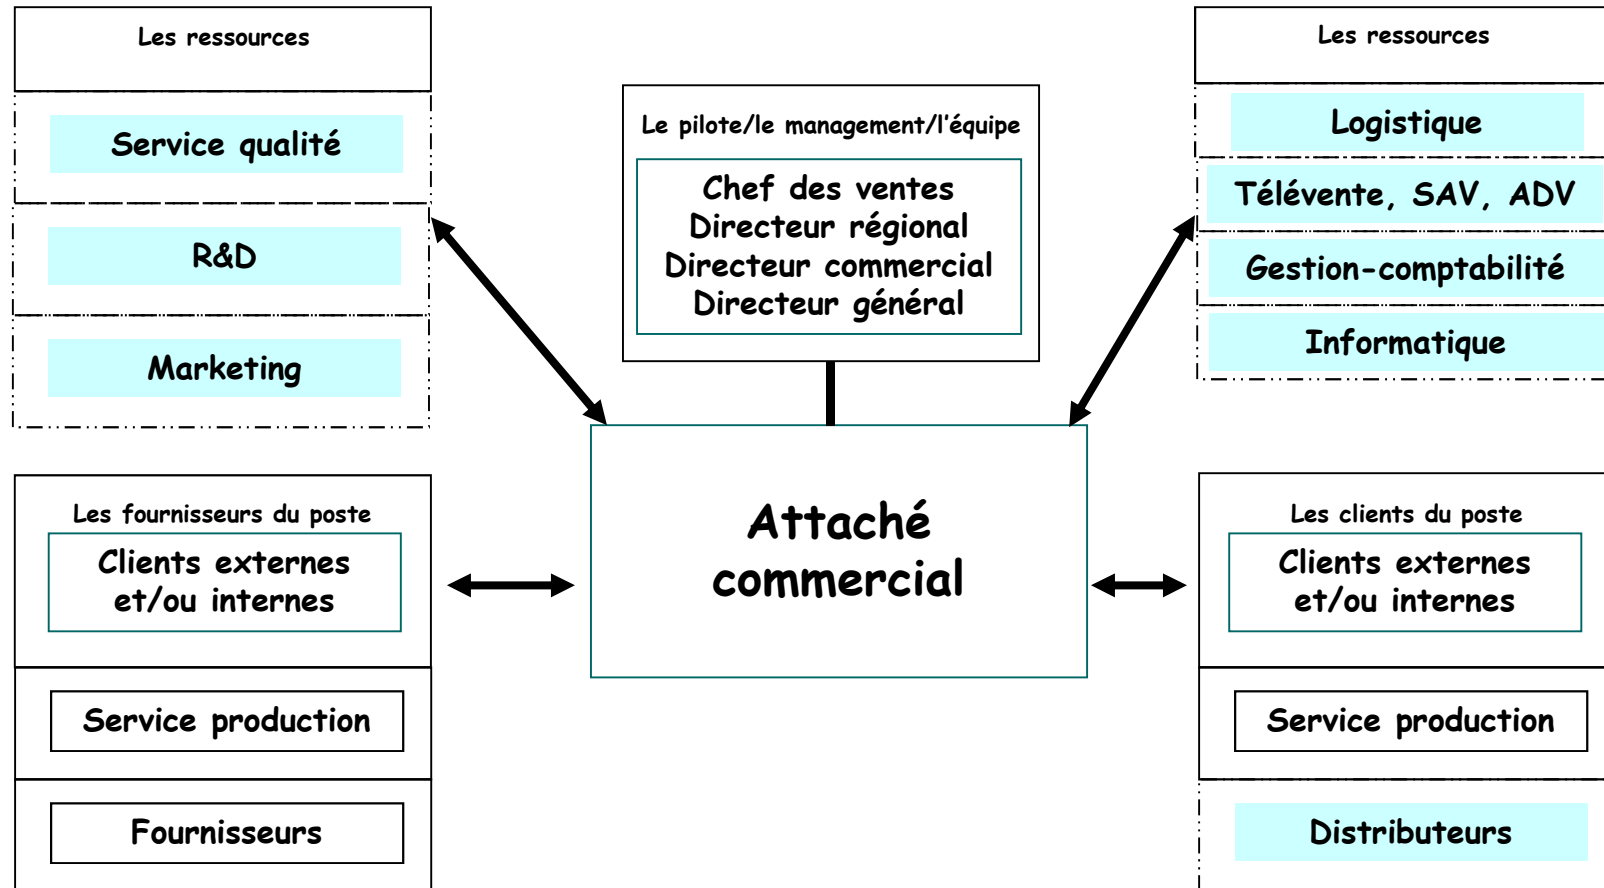 Les ressources
Service qualité
R&D
Marketing
Le pilote/le management/l'équipe
Chef des ventes
Directeur régional
Directeur commercial
Directeur général
Les ressources
Logistique
Télévente, SAV, ADV
Gestion-comptabilité
Informatique
Attaché
commercial
Les fournisseurs du poste
Clients externes
et/ou internes
Service production
Fournisseurs
Les clients du poste
Clients externes
et/ou internes
Service production
Distributeurs